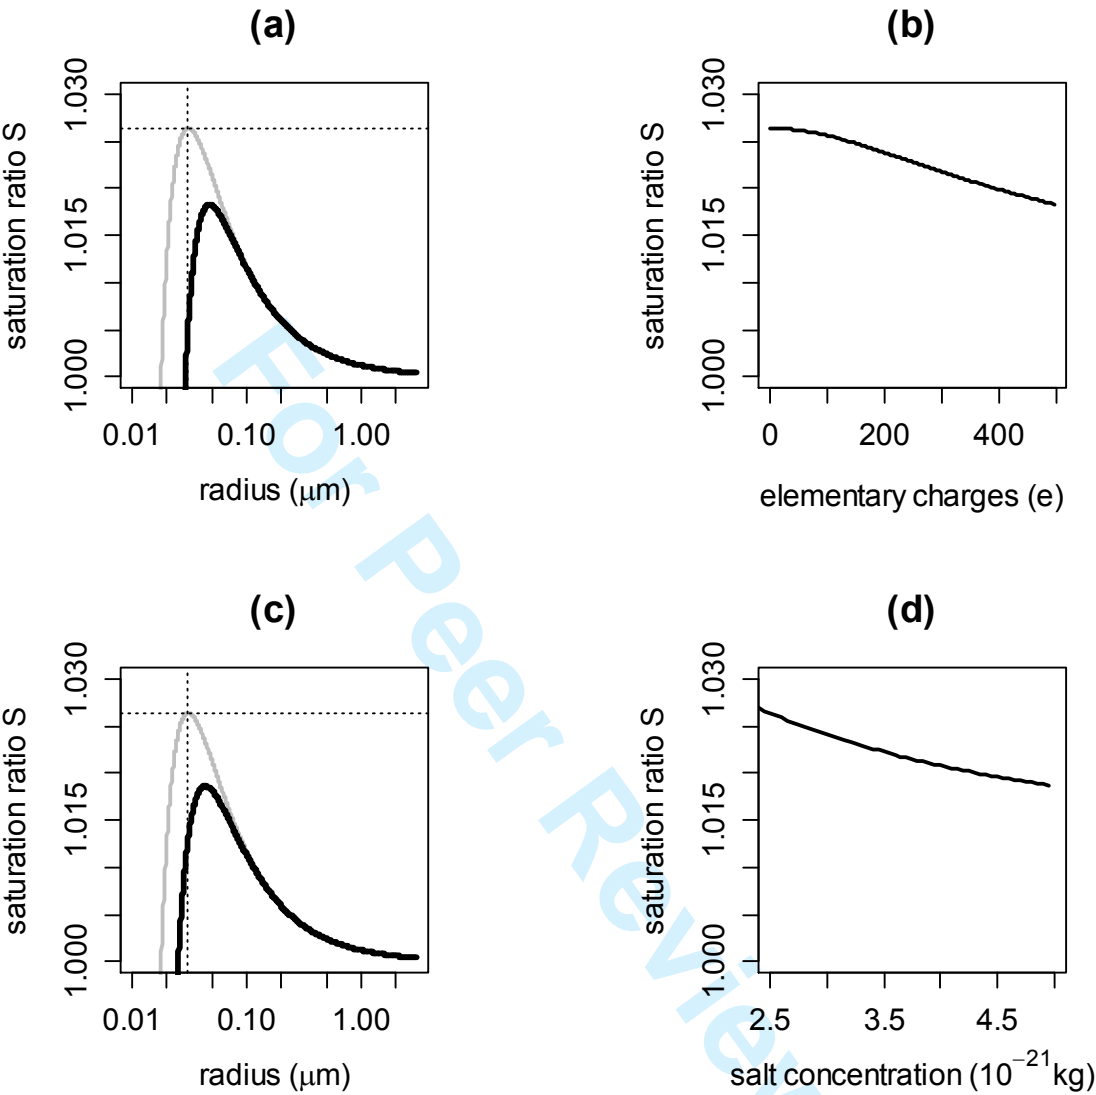 (a)
saturation ratio S
1.000 1.015 1.030
0.01 0.10 1.00
radius (μm)
(b)
saturation ratio S
1.000 1.015 1.030
0 200 400
elementary charges (e)
(c)
saturation ratio S
1.000 1.015 1.030
0.01 0.10 1.00
radius (μm)
(d)
saturation ratio S
1.000 1.015 1.030
2.5 3.5 4.5
salt concentration (10⁻²¹kg)
For Peer Review